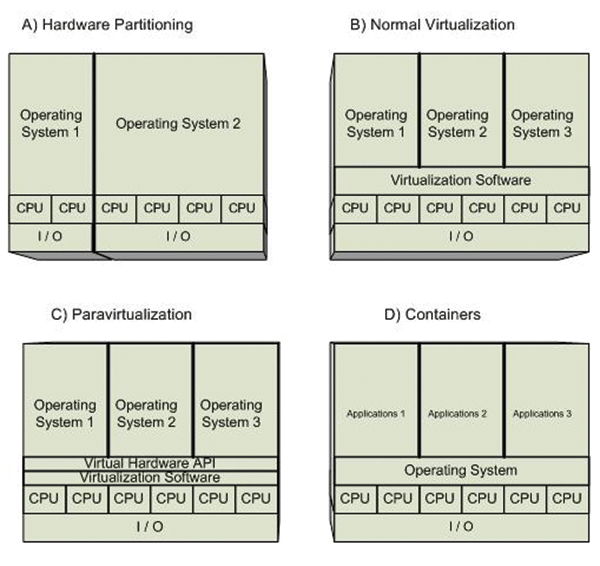 A) Hardware Partitioning
Operating
System 1
Operating System 2
CPU CPU CPU CPU CPU CPU
I / O I / O
B) Normal Virtualization
Operating Operating Operating
System 1 System 2 System 3
Virtualization Software
CPU CPU CPU CPU CPU CPU
I / O
C) Paravirtualization
Operating Operating Operating
System 1 System 2 System 3
Virtual Hardware API
Virtualization Software
CPU CPU CPU CPU CPU CPU
I / O
D) Containers
Applications 1 Applications 2 Applications 3
Operating System
CPU CPU CPU CPU CPU CPU
I / O